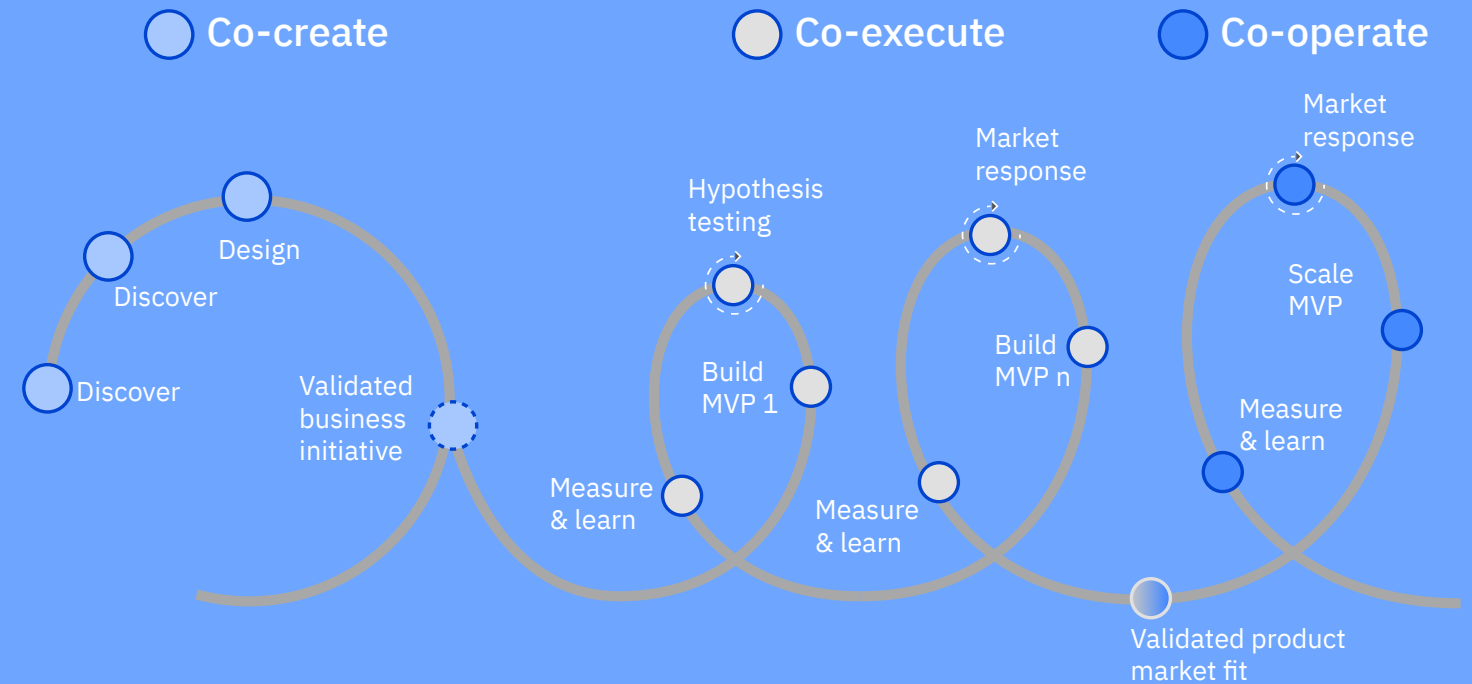 Co-create
Co-execute
Co-operate
Design
Discover
Discover
Validated
business
initiative
Hypothesis
testing
Build
MVP 1
Measure
& learn
Market
response
Build
MVP n
Measure
& learn
Market
response
Scale
MVP
Measure
& learn
Validated product
market fit